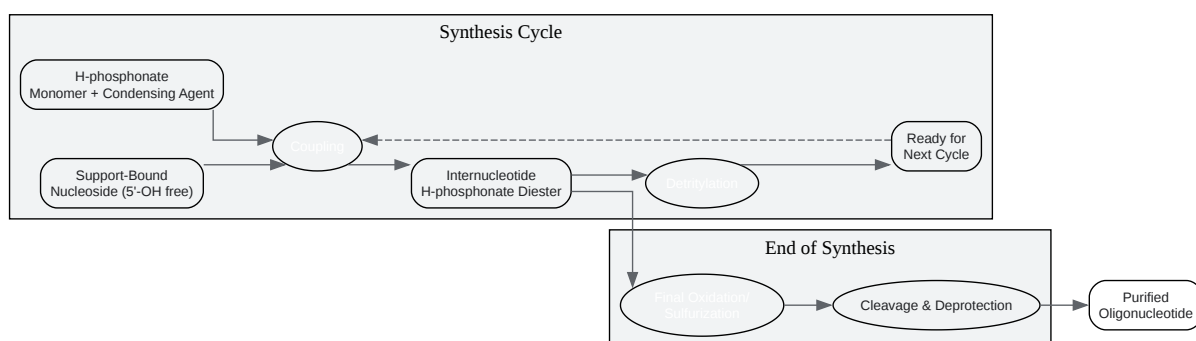 Synthesis Cycle
H-phosphonate
Monomer + Condensing Agent
Coupling
Ready for
Next Cycle
Support-Bound
Nucleoside (5'-OH free)
Internucleotide
H-phosphonate Diester
Detritylation
End of Synthesis
Final Oxidation/
Sulfurization
Cleavage & Deprotection
Purified
Oligonucleotide